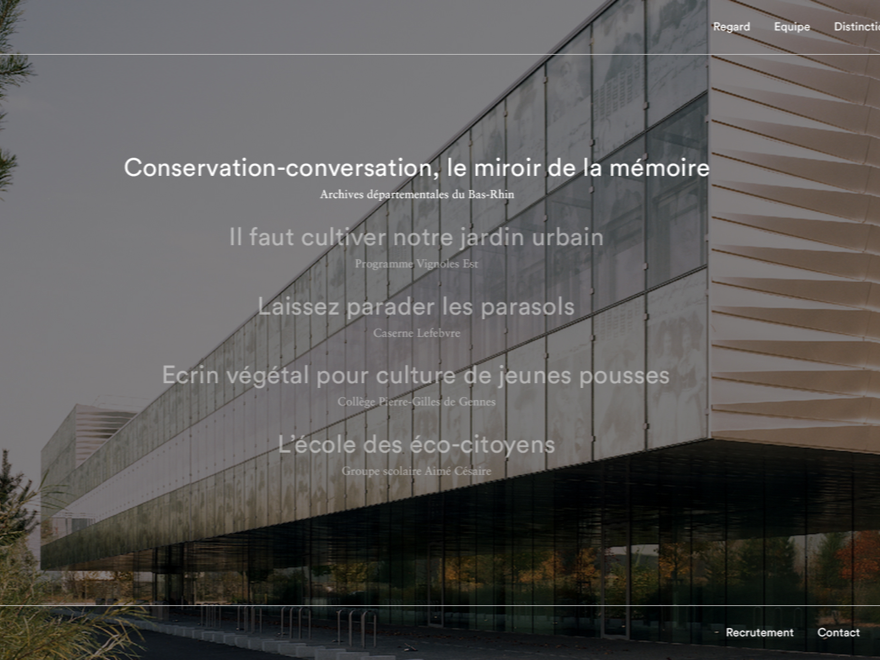 Regard Equipe
Conservation-conversation, le miroir de la mémoire
Archives départementales du Bas-Rhin
Il faut cultiver notre jardin urbain
Programme Vignoles Est
Laissez parader les parasols
Caserne Lefebvre
Ecrin végétal pour culture de jeunes pousses
Collège Pierre-Gilles de Gennes
L'école des éco-citoyens
Groupe scolaire Aimé Césaire
Recrutement Contact